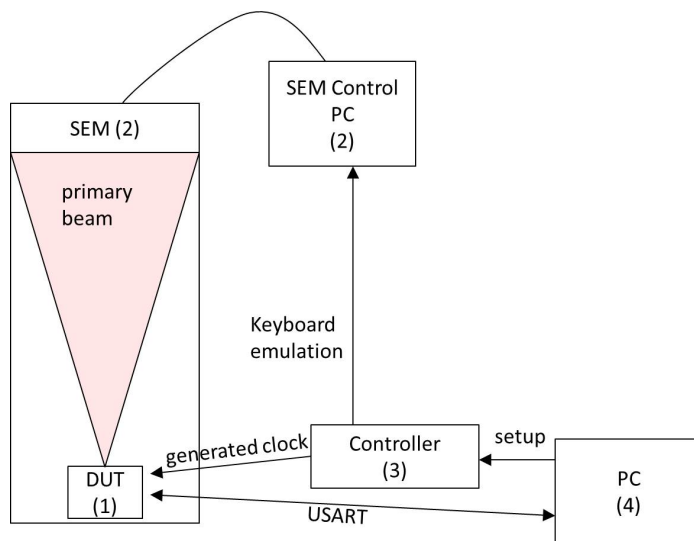 SEM Control
PC
(2)
SEM (2)
primary
beam
Keyboard
emulation
generated clock
Controller
(3)
setup
DUT
(1)
USART
PC
(4)